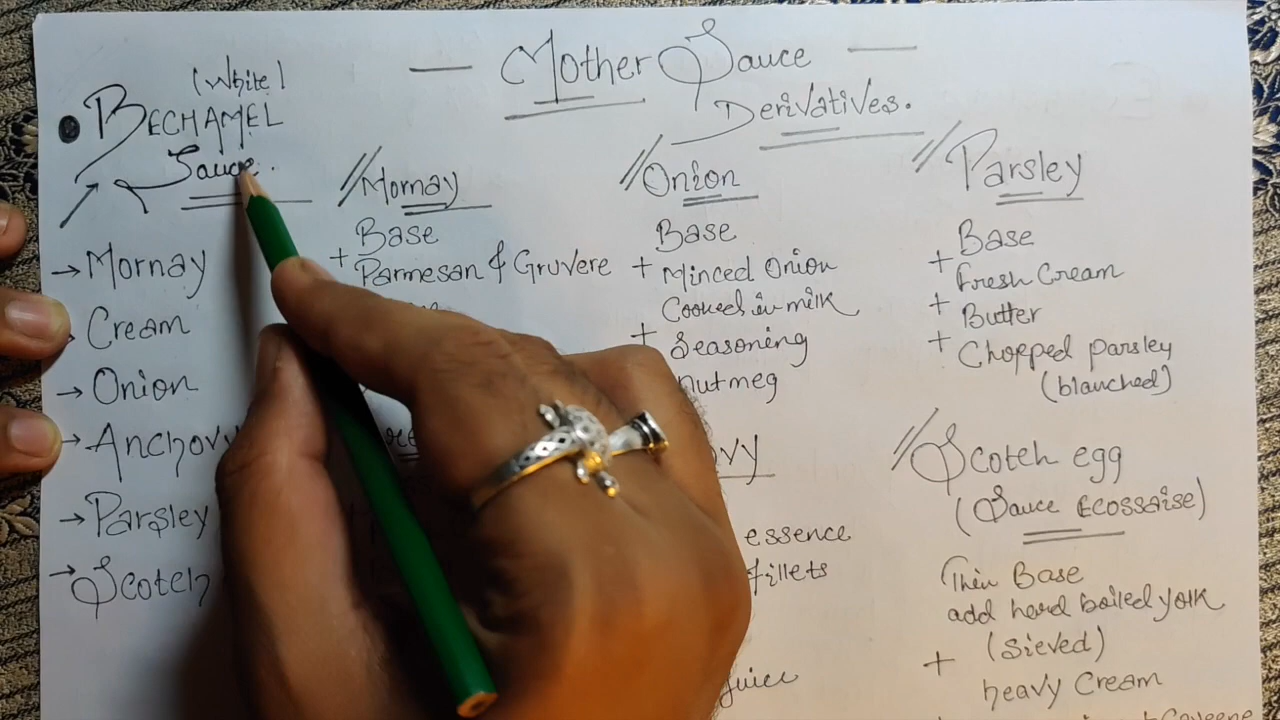 Mother Sauce
Derivatives.
(White)
BECHAMEL
Sauce.
Mornay
Cream
Onion
Anchovy
Parsley
Scotch
Mornay
Base
+ Parmesan & Gruvere
Onion
Base
+ Minced Onion
Cooked in milk
+ Seasoning
nutmeg
vy
essence
fillets
juice
Parsley
Base
+ Fresh Cream
+ Butter
+ Chopped parsley
(blanched)
Scotch egg
(Sauce Ecossaise)
Thin Base
add hard boiled yolk
(Sieved)
+ heavy Cream